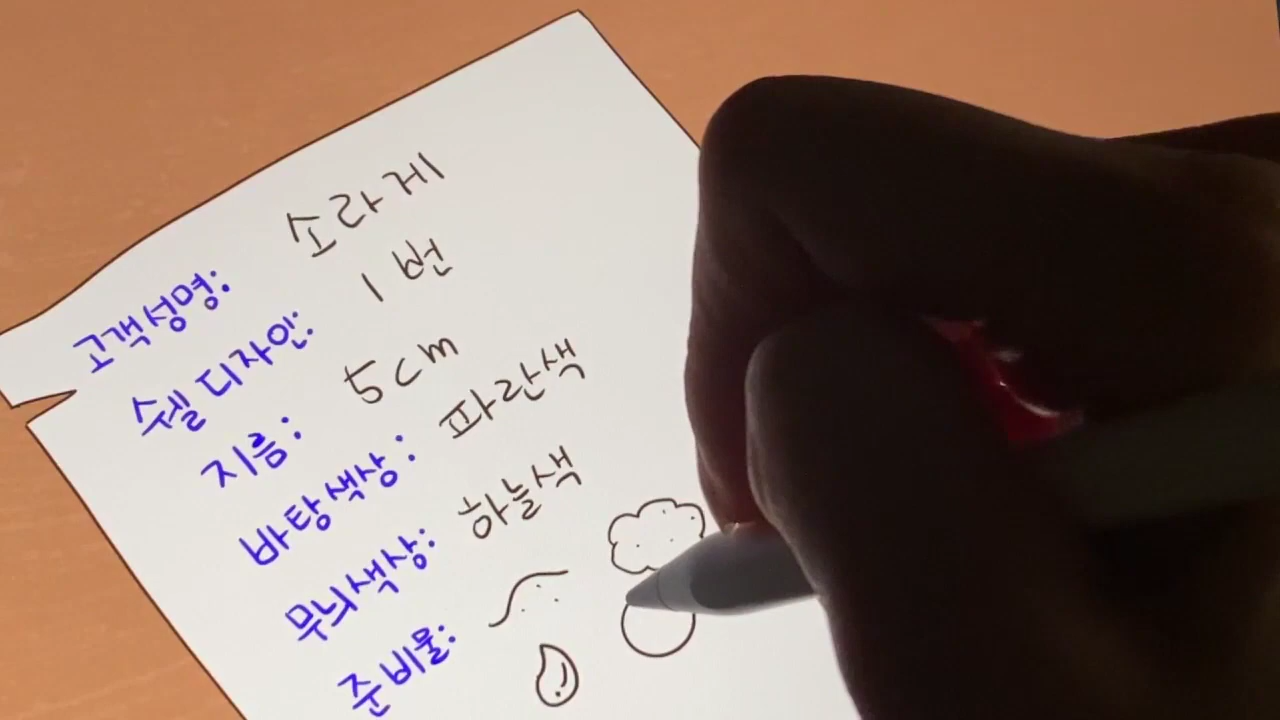 고객성명: 소라게
쉘 디자인: 1번
지름: 5cm
바탕색상: 파란색
무늬색상: 하늘색
준비물: